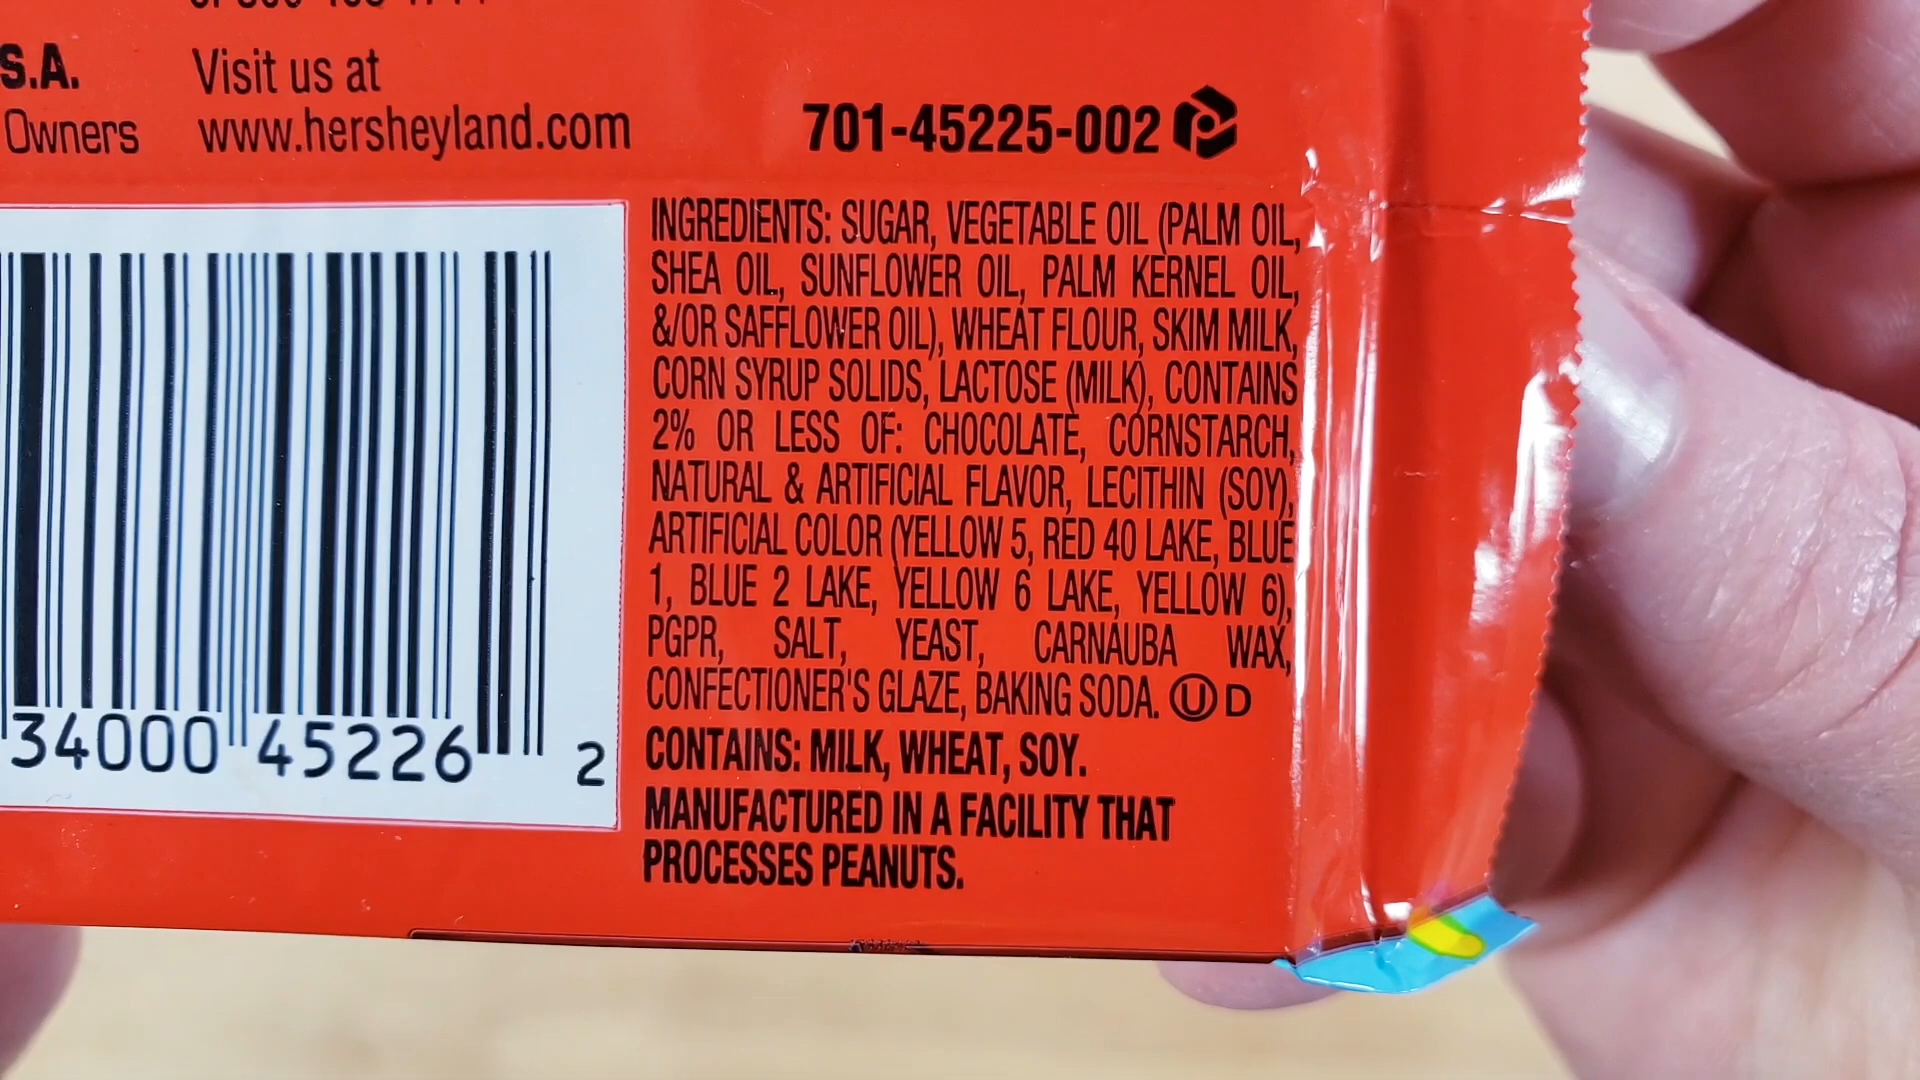 S.A.
Owners
Visit us at
www.hersheyland.com
701-45225-002
34000 45226 2
INGREDIENTS: SUGAR, VEGETABLE OIL (PALM OIL,
SHEA OIL, SUNFLOWER OIL, PALM KERNEL OIL,
&/OR SAFFLOWER OIL), WHEAT FLOUR, SKIM MILK,
CORN SYRUP SOLIDS, LACTOSE (MILK), CONTAINS
2% OR LESS OF: CHOCOLATE, CORNSTARCH,
NATURAL & ARTIFICIAL FLAVOR, LECITHIN (SOY),
ARTIFICIAL COLOR (YELLOW 5, RED 40 LAKE, BLUE
1, BLUE 2 LAKE, YELLOW 6 LAKE, YELLOW 6),
PGPR, SALT, YEAST, CARNAUBA WAX,
CONFECTIONER'S GLAZE, BAKING SODA. Ⓤ D
CONTAINS: MILK, WHEAT, SOY.
MANUFACTURED IN A FACILITY THAT
PROCESSES PEANUTS.